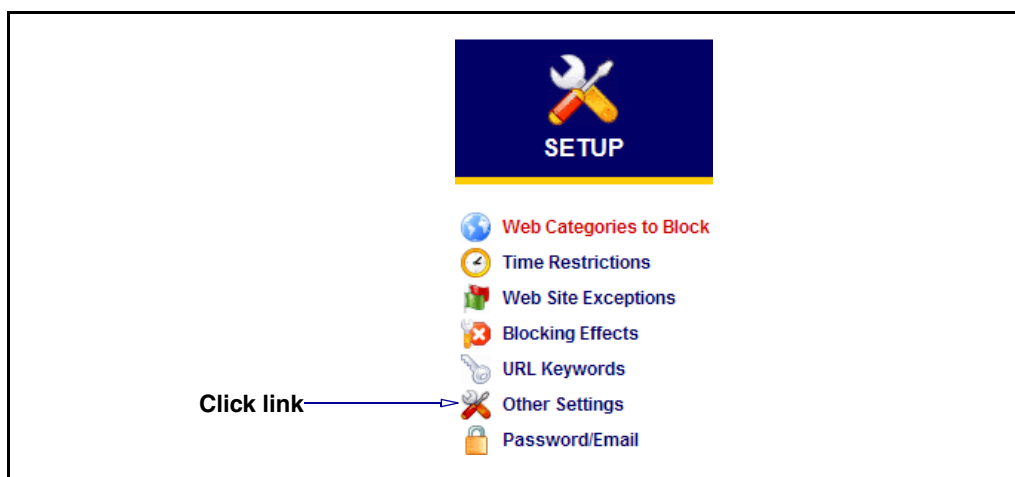 SETUP
Web Categories to Block
Time Restrictions
Web Site Exceptions
Blocking Effects
URL Keywords
Click link Other Settings
Password/Email